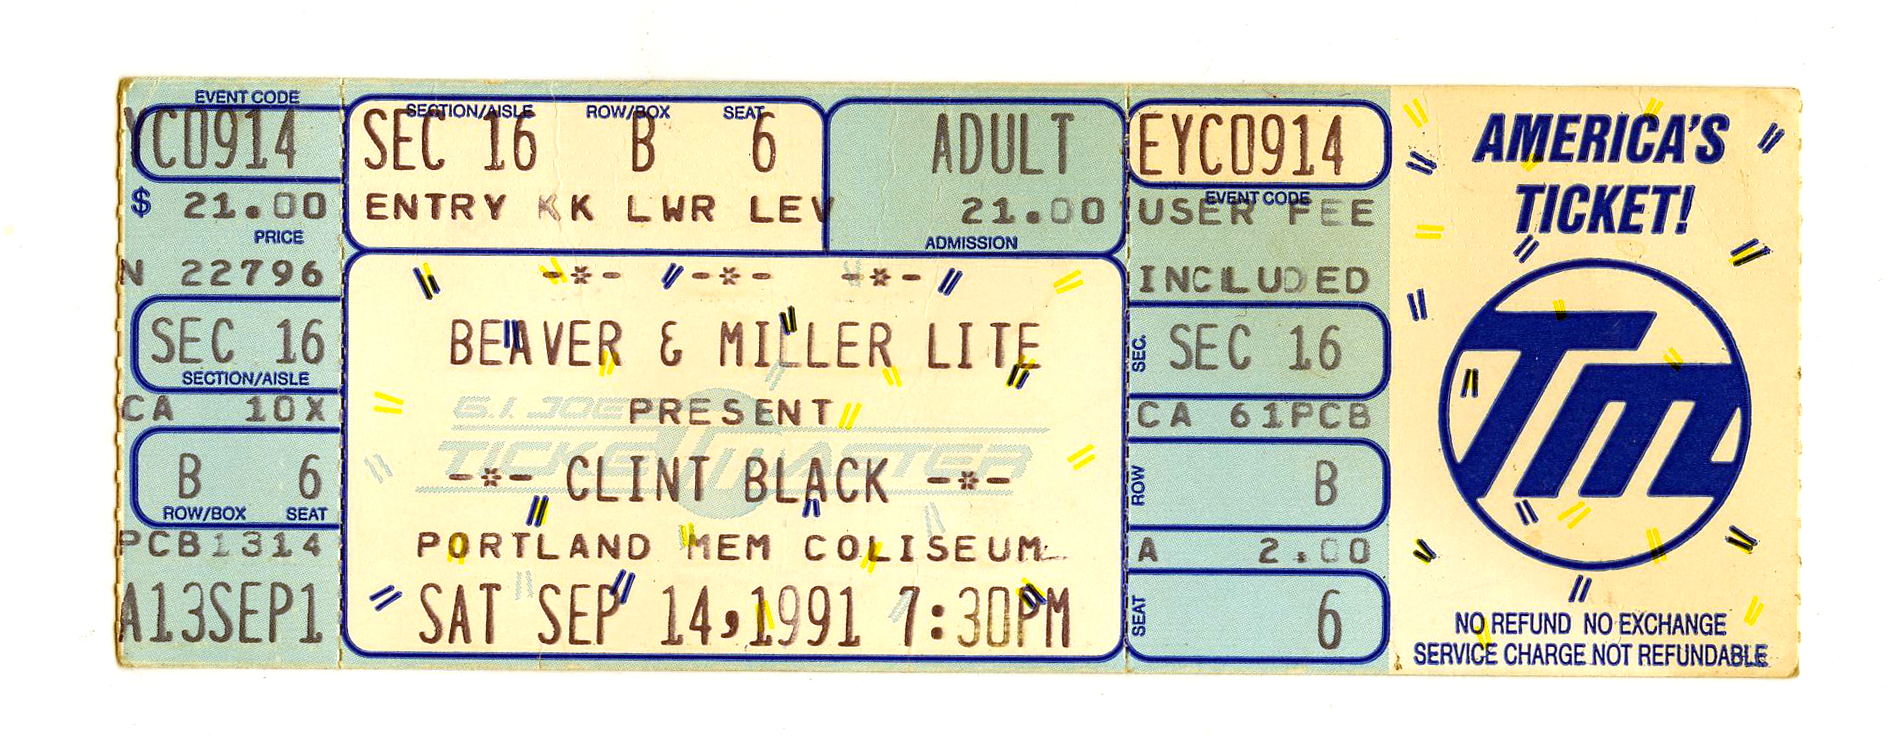 EVENT CODE
YC0914
$ 21.00
PRICE
N 22796
SEC 16
SECTION/AISLE
CA 10X
B 6
ROW/BOX SEAT
PCB1314
A13SEP1
SECTION/AISLE ROW/BOX SEAT
SEC 16 B 6
ENTRY KK LWR LEV
ADULT
21.00
ADMISSION
-*- -*- -*-
BEAVER & MILLER LITE
G.I. JOE'S
PRESENT
TICKETMASTER
-*- CLINT BLACK -*-
PORTLAND MEM COLISEUM
SAT SEP 14,1991 7:30PM
EYC0914
EVENT CODE
USER FEE
INCLUDED
SEC. SEC 16
CA 61PCB
ROW B
A 2.00
SEAT 6
AMERICA'S
TICKET!
TM
NO REFUND NO EXCHANGE
SERVICE CHARGE NOT REFUNDABLE